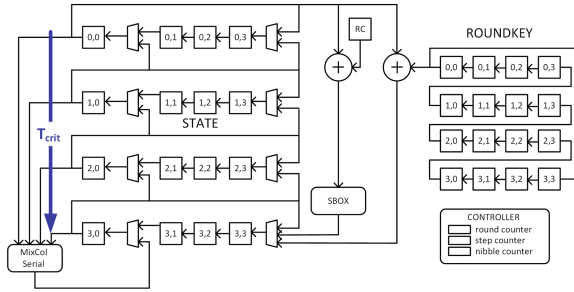 RC
ROUNDKEY
0,0 0,1 0,2 0,3
0,0 0,1 0,2 0,3
1,0 1,1 1,2 1,3
1,0 1,1 1,2 1,3
STATE
Tcrit
2,0 2,1 2,2 2,3
2,0 2,1 2,2 2,3
3,0 3,1 3,2 3,3
3,0 3,1 3,2 3,3
SBOX
MixCol
Serial
CONTROLLER
round counter
step counter
nibble counter